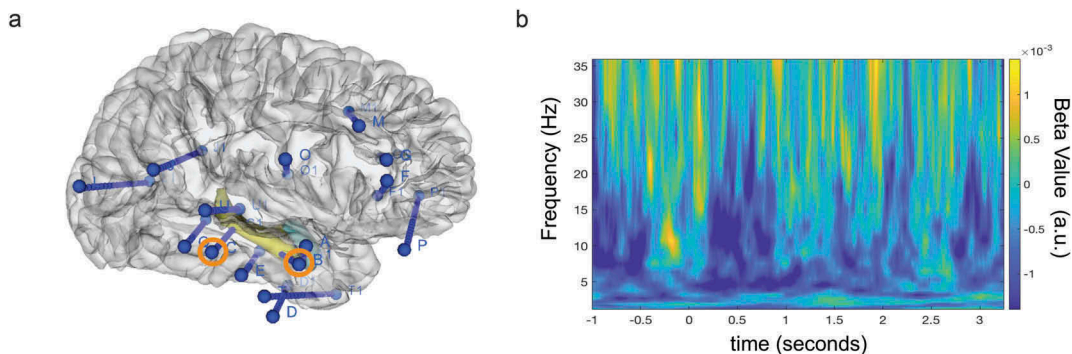 a
b
M
O
O1
G
F
P
C
A
B
E
D
Frequency (Hz)
35
30
25
20
15
10
5
-1
-0.5
0
0.5
1
1.5
2
2.5
3
time (seconds)
×10⁻³
1
0.5
0
-0.5
-1
Beta Value (a.u.)